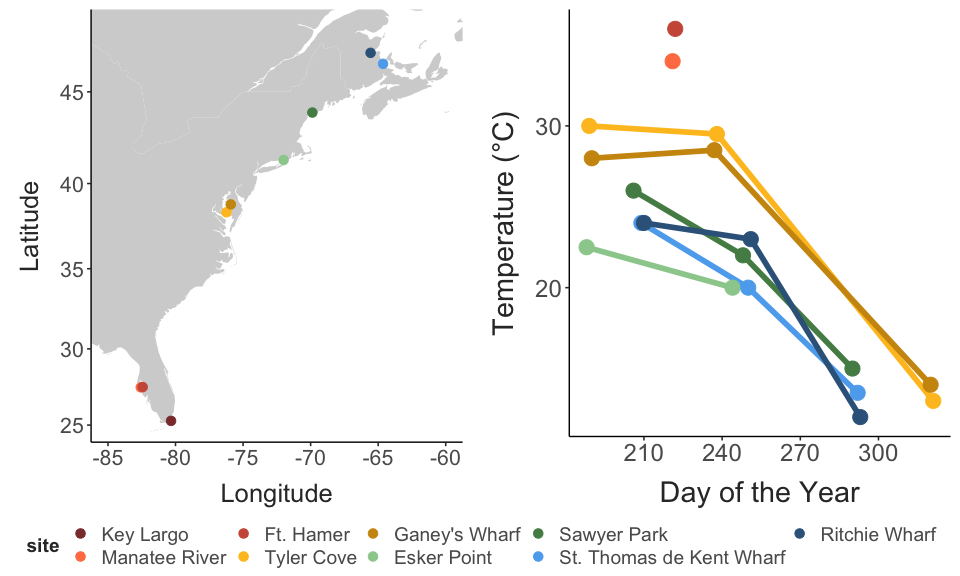 45
40
35
30
25
Latitude
-85 -80 -75 -70 -65 -60
Longitude
30
20
Temperature (°C)
210 240 270 300
Day of the Year
site
Key Largo Ft. Hamer Ganey's Wharf Sawyer Park Ritchie Wharf
Manatee River Tyler Cove Esker Point St. Thomas de Kent Wharf